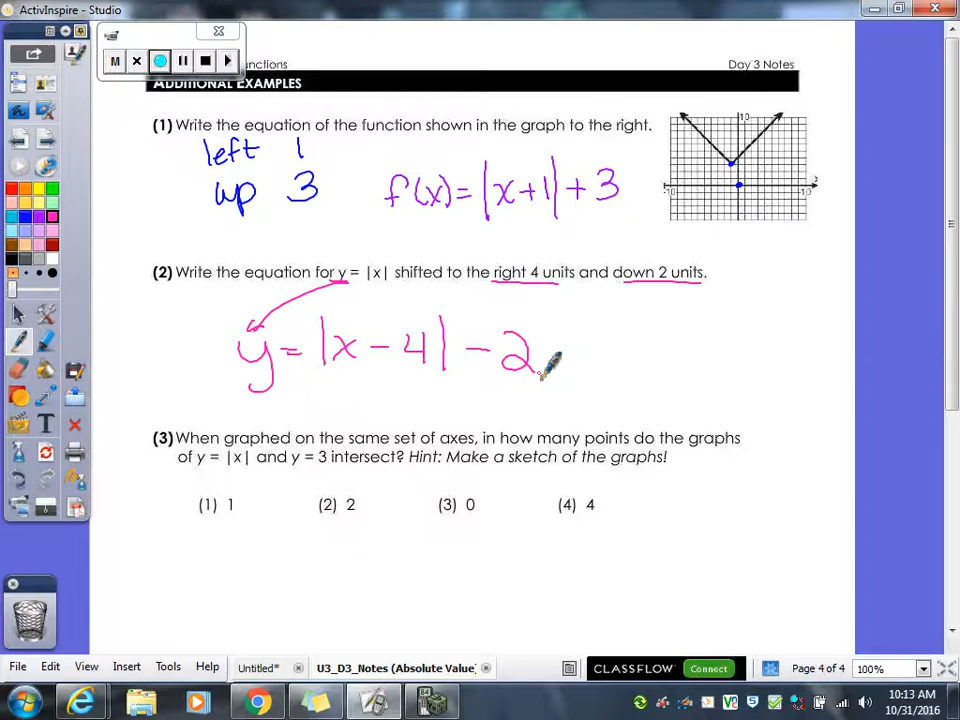 ActivInspire - Studio
M
unctions
Day 3 Notes
ADDITIONAL EXAMPLES
(1) Write the equation of the function shown in the graph to the right.
left 1
up 3
f(x) = |x+1| + 3
10
-10
10
(2) Write the equation for y = |x| shifted to the right 4 units and down 2 units.
y = |x - 4| - 2
(3) When graphed on the same set of axes, in how many points do the graphs
of y = |x| and y = 3 intersect? Hint: Make a sketch of the graphs!
(1) 1 (2) 2 (3) 0 (4) 4
File Edit View Insert Tools Help Untitled* U3_D3_Notes (Absolute Value CLASSFLOW Connect Page 4 of 4 100%
10:13 AM
10/31/2016